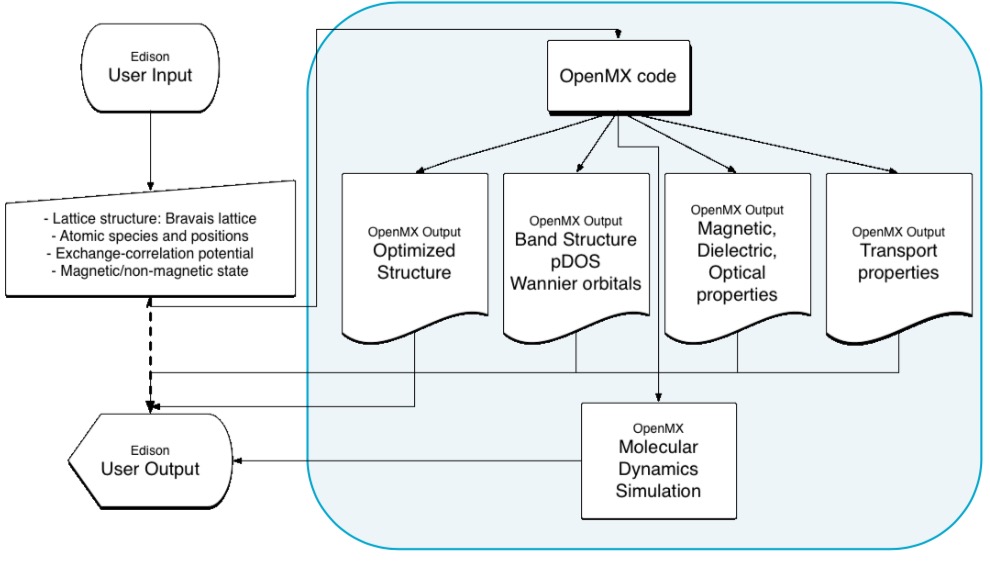 Edison
User Input
- Lattice structure: Bravais lattice
- Atomic species and positions
- Exchange-correlation potential
- Magnetic/non-magnetic state
OpenMX code
OpenMX Output
Optimized
Structure
OpenMX Output
Band Structure
pDOS
Wannier orbitals
OpenMX Output
Magnetic,
Dielectric,
Optical
properties
OpenMX Output
Transport
properties
Edison
User Output
OpenMX
Molecular
Dynamics
Simulation